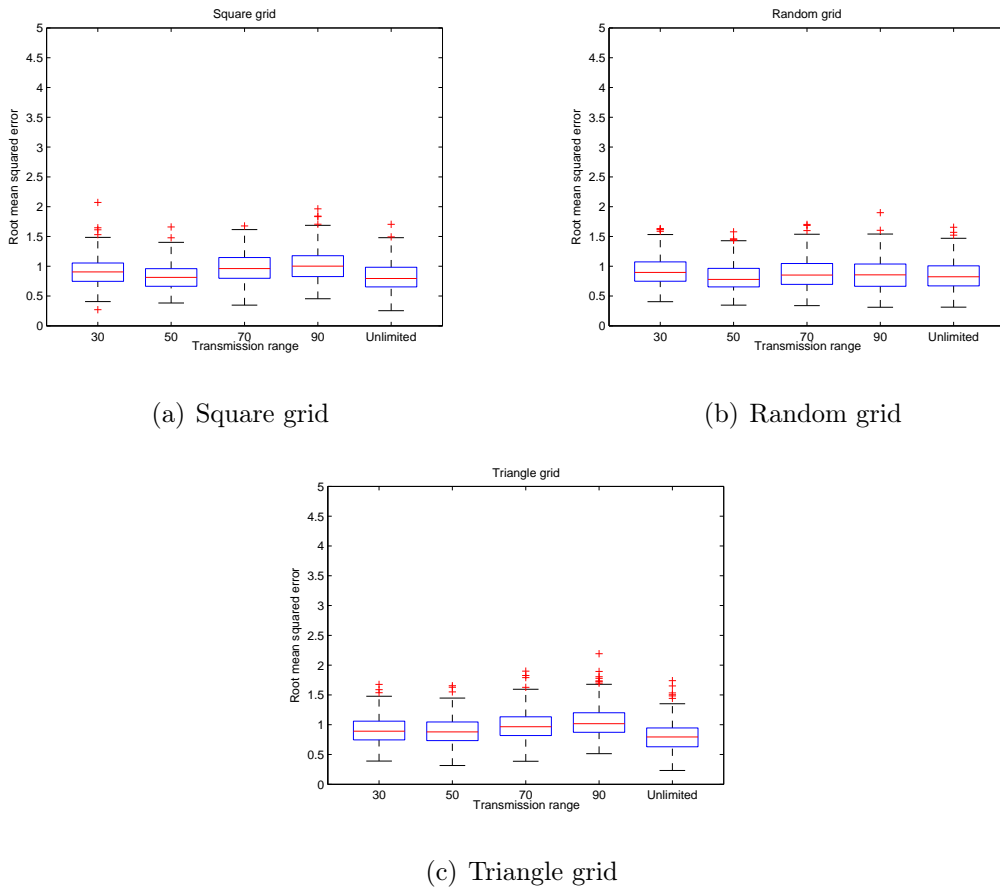 Square grid
5
4.5
4
3.5
3
2.5
2
1.5
1
0.5
0
Root mean squared error
30 50 70 90 Unlimited
Transmission range
(a) Square grid
Random grid
5
4.5
4
3.5
3
2.5
2
1.5
1
0.5
0
Root mean squared error
30 50 70 90 Unlimited
Transmission range
(b) Random grid
Triangle grid
5
4.5
4
3.5
3
2.5
2
1.5
1
0.5
0
Root mean squared error
30 50 70 90 Unlimited
Transmission range
(c) Triangle grid